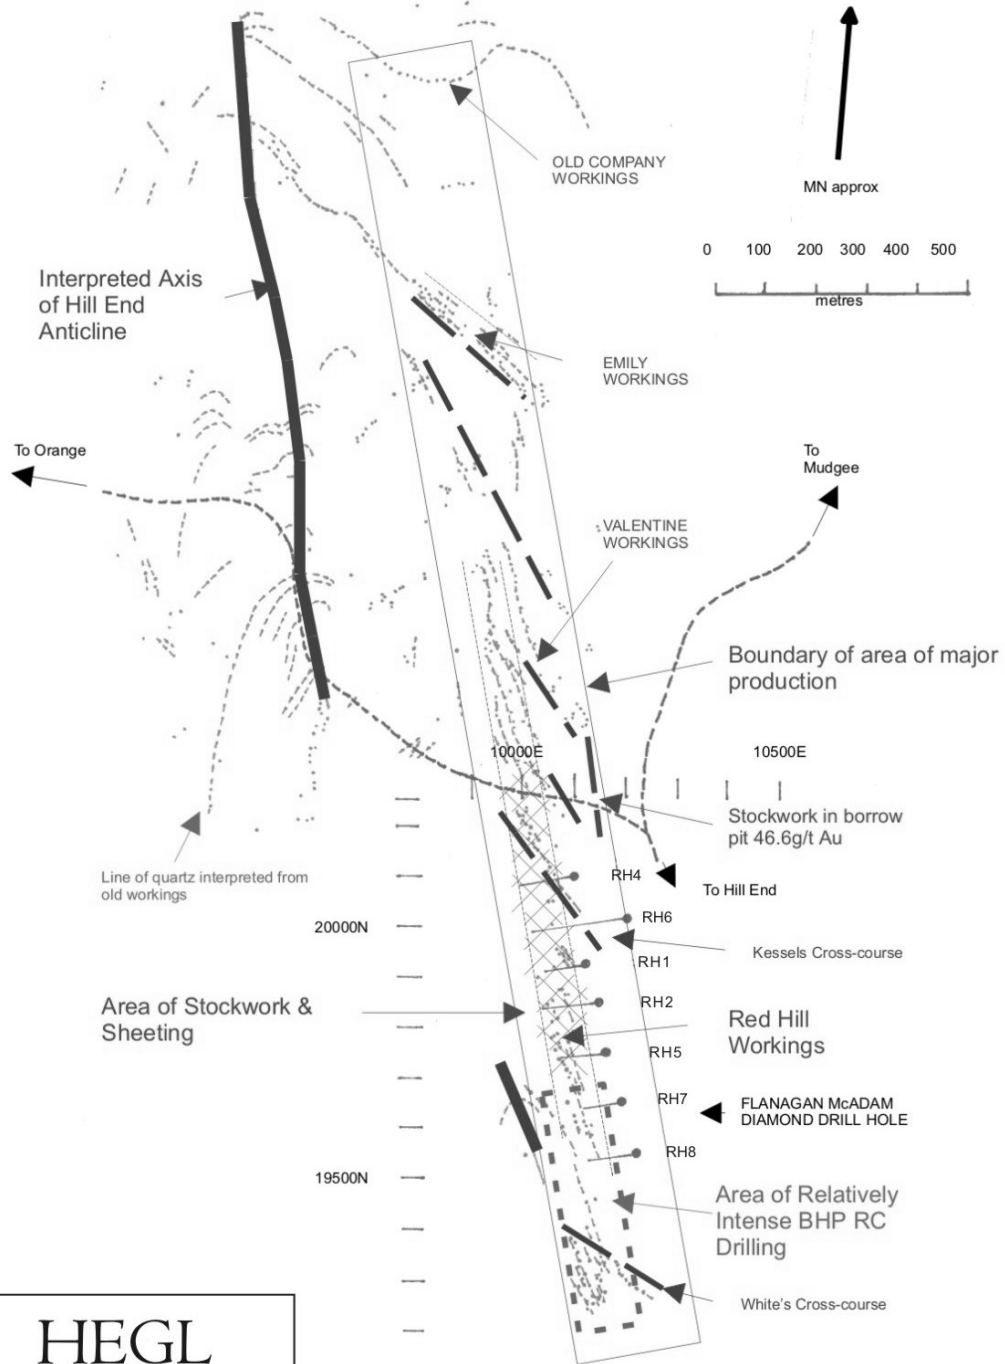 OLD COMPANY
WORKINGS
MN approx
0 100 200 300 400 500
metres
Interpreted Axis
of Hill End
Anticline
EMILY
WORKINGS
To Orange
To
Mudgee
VALENTINE
WORKINGS
Boundary of area of major
production
10000E
10500E
Stockwork in borrow
pit 46.6g/t Au
Line of quartz interpreted from
old workings
RH4
To Hill End
RH6
20000N
Kessels Cross-course
RH1
Area of Stockwork &
Sheeting
RH2
Red Hill
Workings
RH5
RH7
FLANAGAN McADAM
DIAMOND DRILL HOLE
RH8
19500N
Area of Relatively
Intense BHP RC
Drilling
White's Cross-course
HEGL